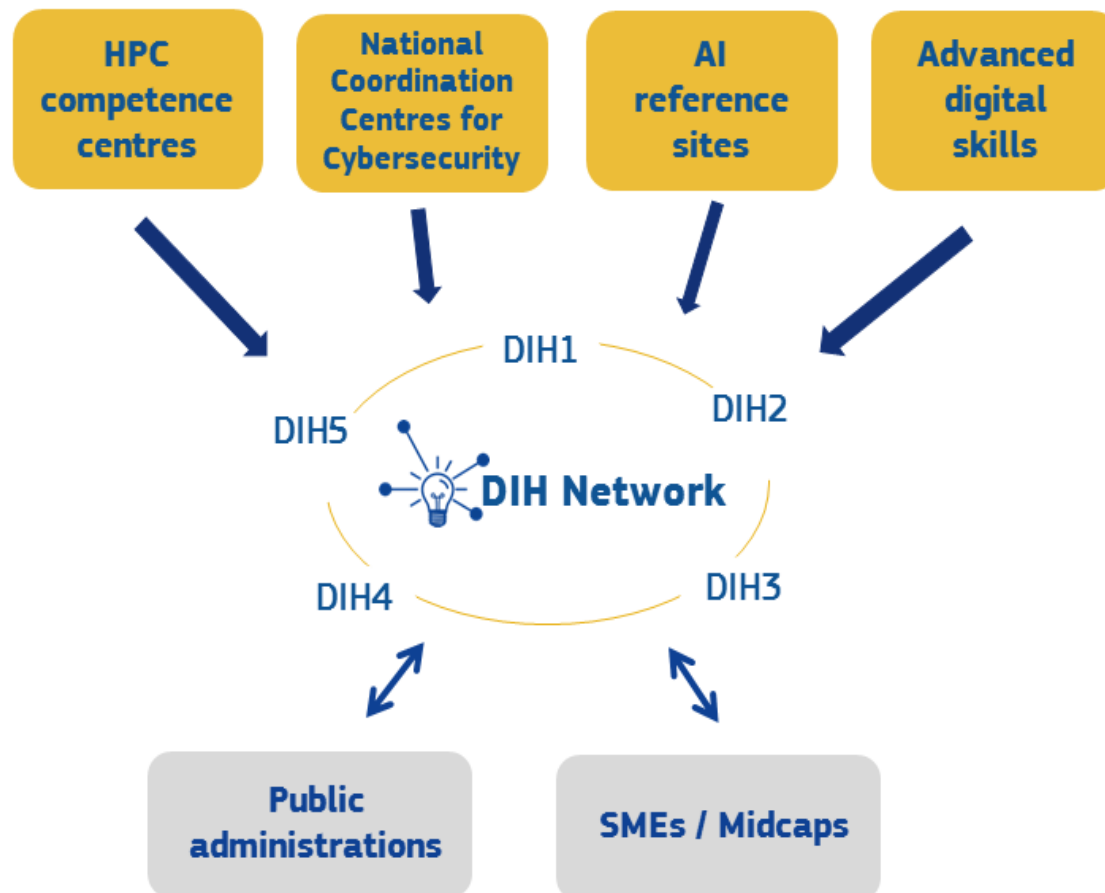 HPC
competence
centres
National
Coordination
Centres for
Cybersecurity
AI
reference
sites
Advanced
digital
skills
DIH1
DIH2
DIH5
DIH Network
DIH4
DIH3
Public
administrations
SMEs / Midcaps